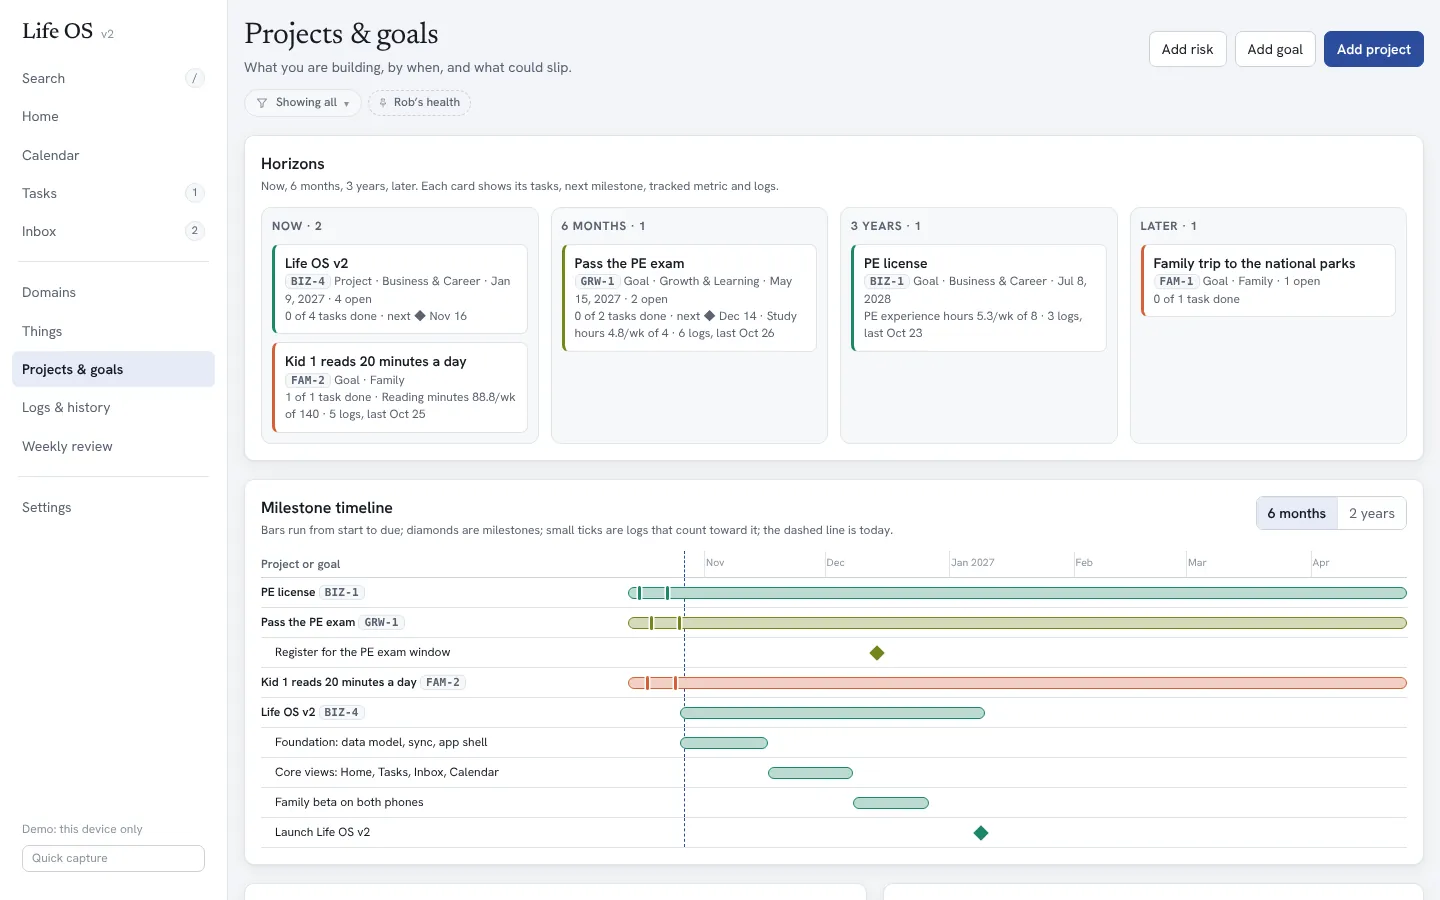 Life OS v2
Search /
Home
Calendar
Tasks 1
Inbox 2
Domains
Things
Projects & goals
Logs & history
Weekly review
Settings
Demo: this device only
Quick capture
Projects & goals
What you are building, by when, and what could slip.
Add risk
Add goal
Add project
Showing all ▾
Rob's health
Horizons
Now, 6 months, 3 years, later. Each card shows its tasks, next milestone, tracked metric and logs.
NOW · 2
Life OS v2
BIZ-4 Project · Business & Career · Jan
9, 2027 · 4 open
0 of 4 tasks done · next ◆ Nov 16
Kid 1 reads 20 minutes a day
FAM-2 Goal · Family
1 of 1 task done · Reading minutes 88.8/wk
of 140 · 5 logs, last Oct 25
6 MONTHS · 1
Pass the PE exam
GRW-1 Goal · Growth & Learning · May
15, 2027 · 2 open
0 of 2 tasks done · next ◆ Dec 14 · Study
hours 4.8/wk of 4 · 6 logs, last Oct 26
3 YEARS · 1
PE license
BIZ-1 Goal · Business & Career · Jul 8,
2028
PE experience hours 5.3/wk of 8 · 3 logs,
last Oct 23
LATER · 1
Family trip to the national parks
FAM-1 Goal · Family · 1 open
0 of 1 task done
Milestone timeline
Bars run from start to due; diamonds are milestones; small ticks are logs that count toward it; the dashed line is today.
6 months
2 years
Project or goal
Nov Dec Jan 2027 Feb Mar Apr
PE license BIZ-1
Pass the PE exam GRW-1
Register for the PE exam window
Kid 1 reads 20 minutes a day FAM-2
Life OS v2 BIZ-4
Foundation: data model, sync, app shell
Core views: Home, Tasks, Inbox, Calendar
Family beta on both phones
Launch Life OS v2